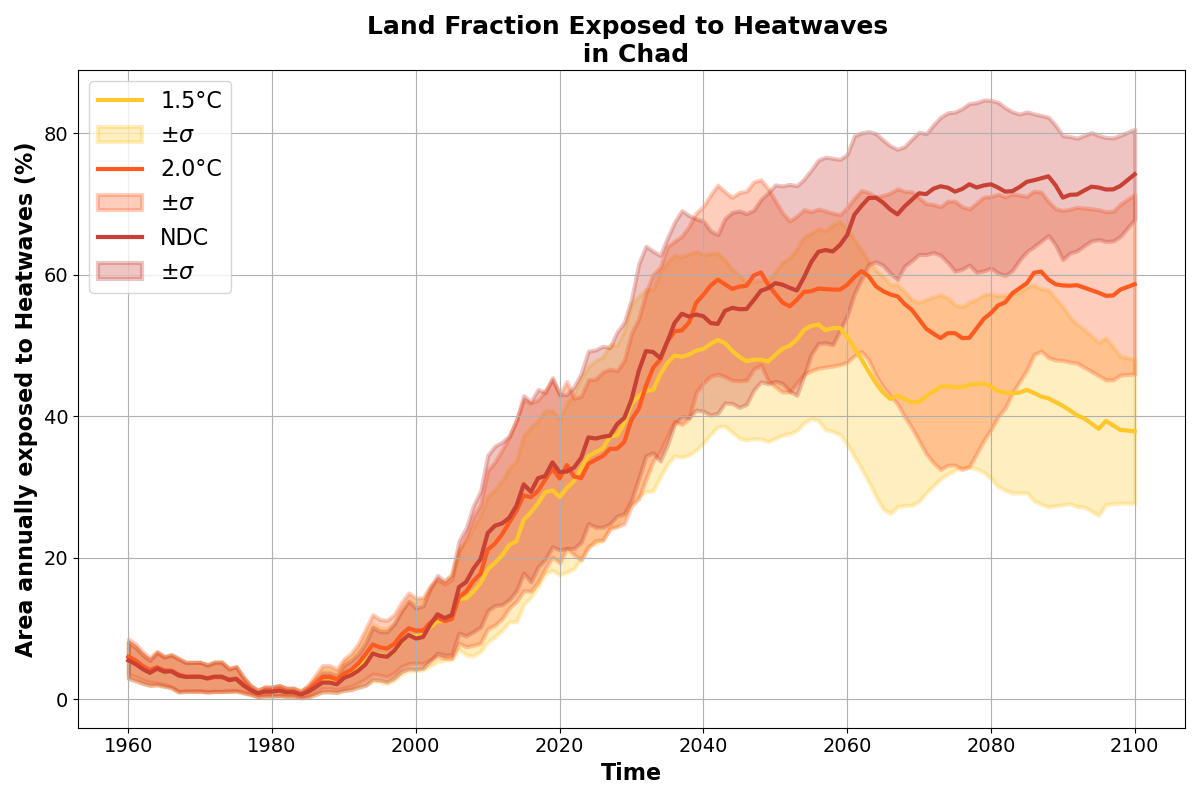 Land Fraction Exposed to Heatwaves
in Chad
Area annually exposed to Heatwaves (%)
80
60
40
20
0
1.5°C
±σ
2.0°C
±σ
NDC
±σ
1960 1980 2000 2020 2040 2060 2080 2100
Time